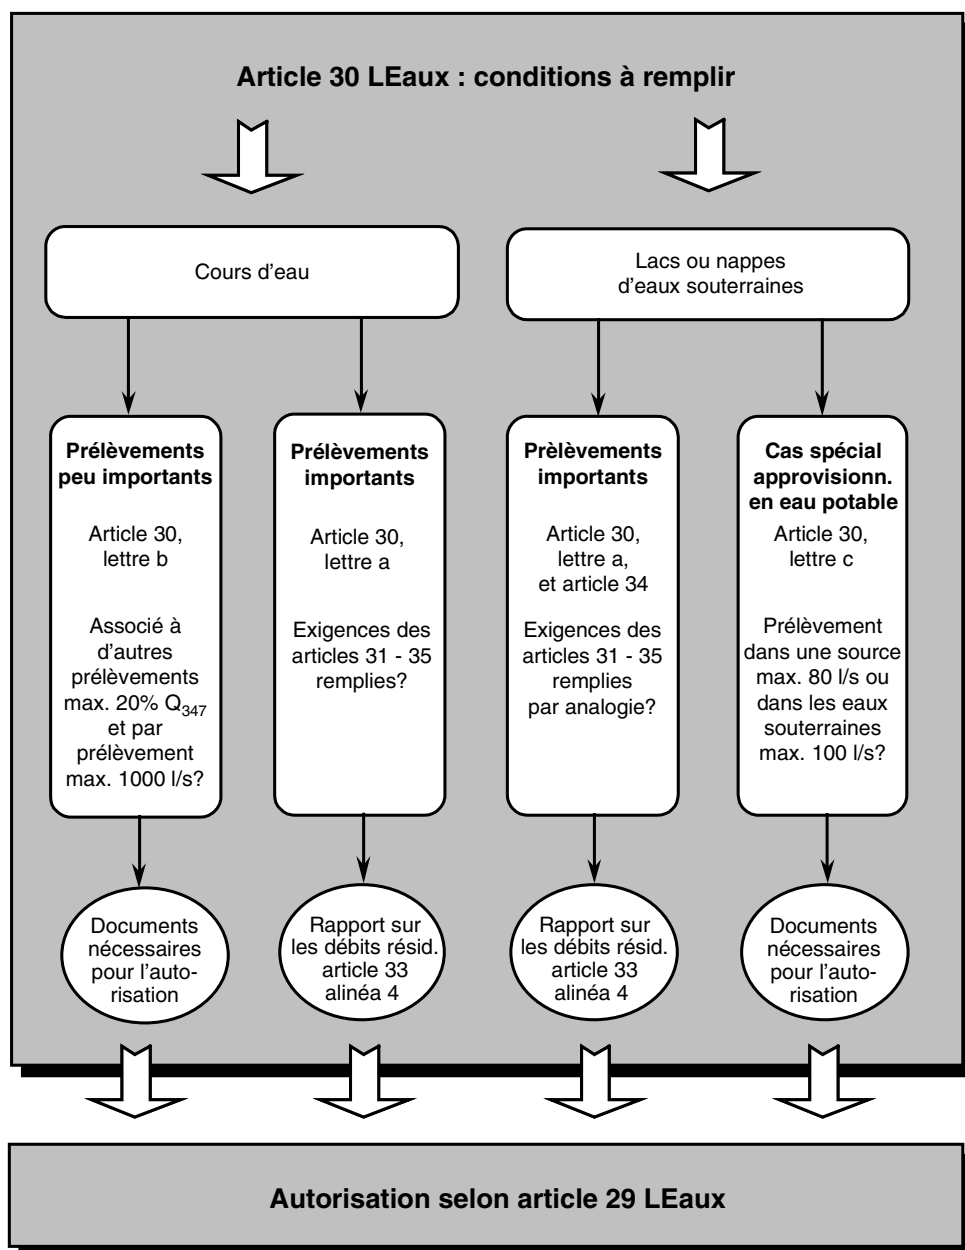 Article 30 LEaux : conditions à remplir
Cours d'eau
Lacs ou nappes
d'eaux souterraines
Prélèvements
peu importants
Article 30,
lettre b
Associé à
d'autres
prélèvements
max. 20% Q347
et par
prélèvement
max. 1000 l/s?
Prélèvements
importants
Article 30,
lettre a
Exigences des
articles 31 - 35
remplies?
Prèlèvements
importants
Article 30,
lettre a,
et article 34
Exigences des
articles 31 - 35
remplies
par analogie?
Cas spécial
approvisionn.
en eau potable
Article 30,
lettre c
Prélèvement
dans une source
max. 80 l/s ou
dans les eaux
souterraines
max. 100 l/s?
Documents
nécessaires
pour l'auto-
risation
Rapport sur
les débits résid.
article 33
alinéa 4
Rapport sur
les débits résid.
article 33
alinéa 4
Documents
nécessaires
pour l'auto-
risation
Autorisation selon article 29 LEaux